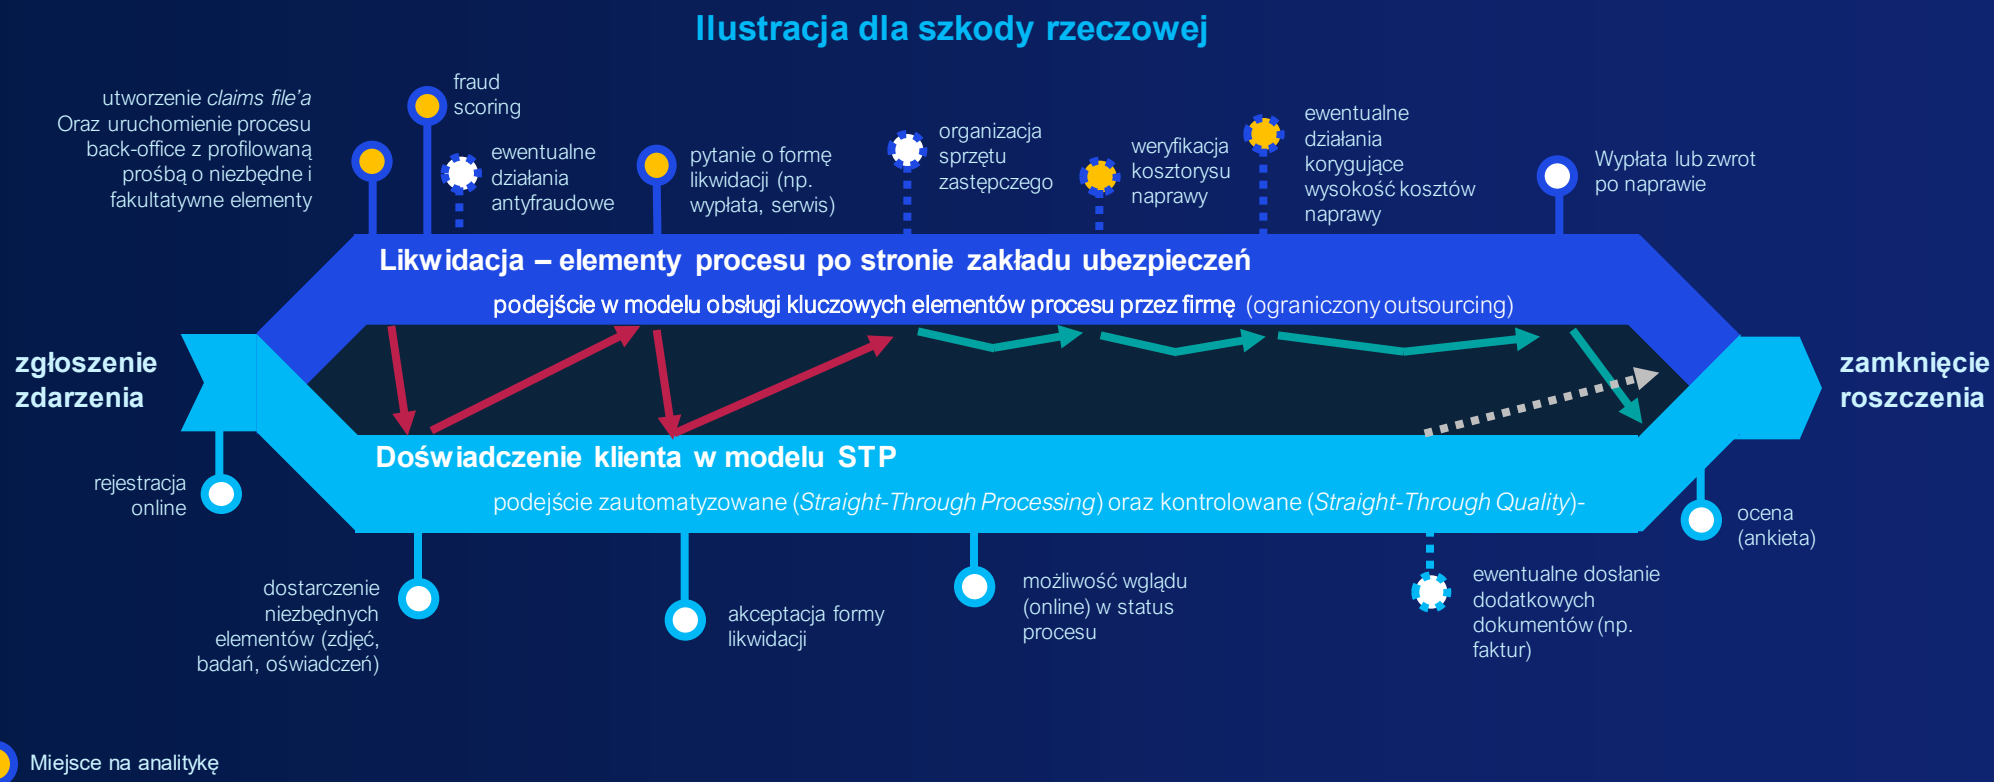 Ilustracja dla szkody rzeczowej
utworzenie claims file’a
Oraz uruchomienie procesu
back-office z profilowaną
prośbą o niezbędne i
fakultatywne elementy
fraud
scoring
ewentualne
działania
antyfraudowe
pytanie o formę
likwidacji (np.
wypłata, serwis)
organizacja
sprzętu
zastępczego
weryfikacja
kosztorysu
naprawy
ewentualne
działania
korygujące
wysokość kosztów
naprawy
Wypłata lub zwrot
po naprawie
Likwidacja – elementy procesu po stronie zakładu ubezpieczeń
podejście w modelu obsługi kluczowych elementów procesu przez firmę (ograniczony outsourcing)
zgłoszenie
zdarzenia
zamknięcie
roszczenia
Doświadczenie klienta w modelu STP
podejście zautomatyzowane (Straight-Through Processing) oraz kontrolowane (Straight-Through Quality)-
rejestracja
online
dostarczenie
niezbędnych
elementów (zdjęć,
badań, oświadczeń)
akceptacja formy
likwidacji
możliwość wglądu
(online) w status
procesu
ewentualne dosłanie
dodatkowych
dokumentów (np.
faktur)
ocena
(ankieta)
Miejsce na analitykę